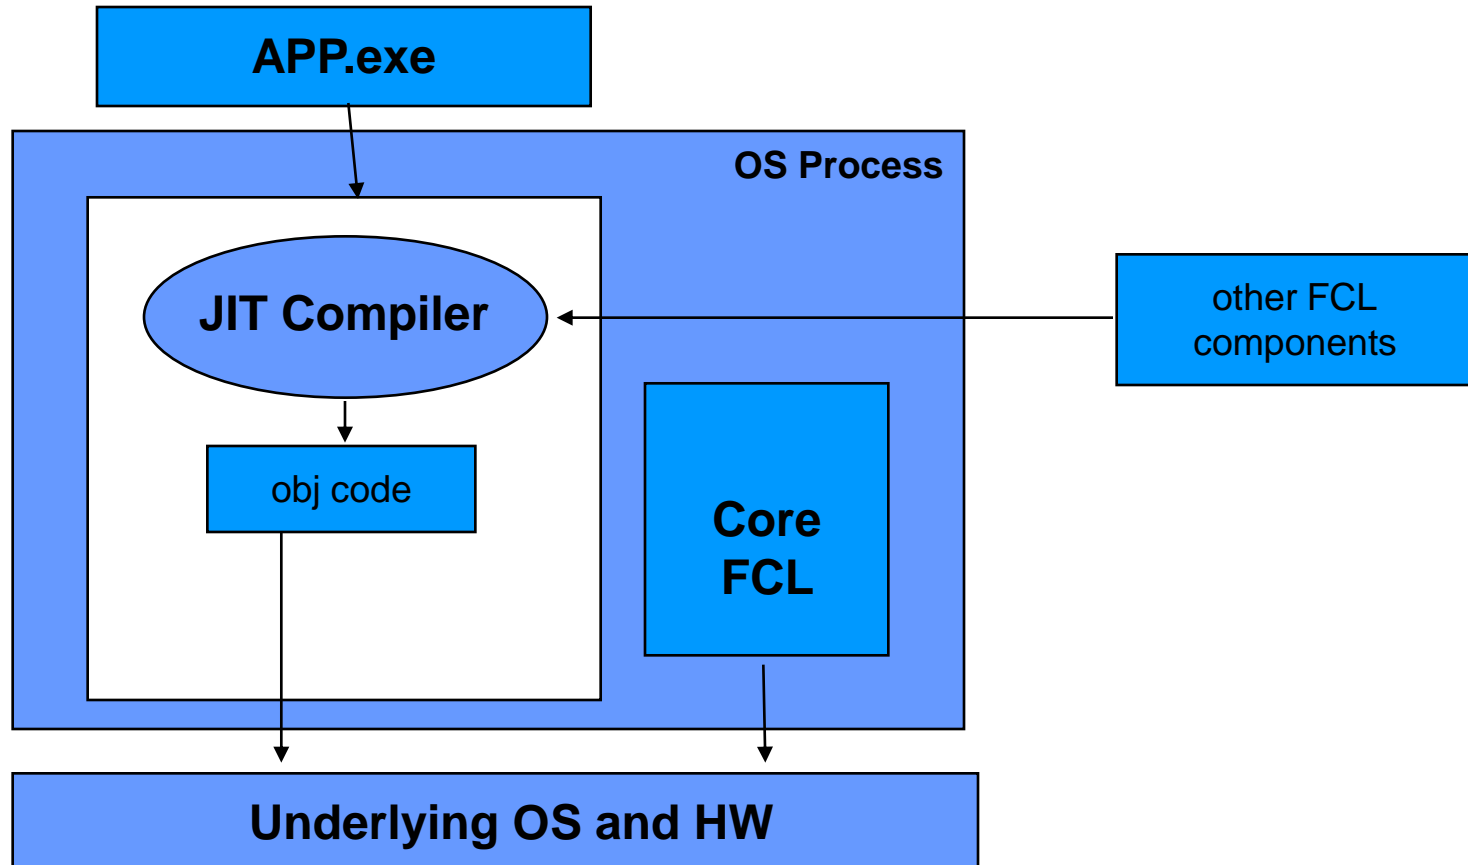 APP.exe
OS Process
JIT Compiler
other FCL
components
obj code
Core
FCL
Underlying OS and HW